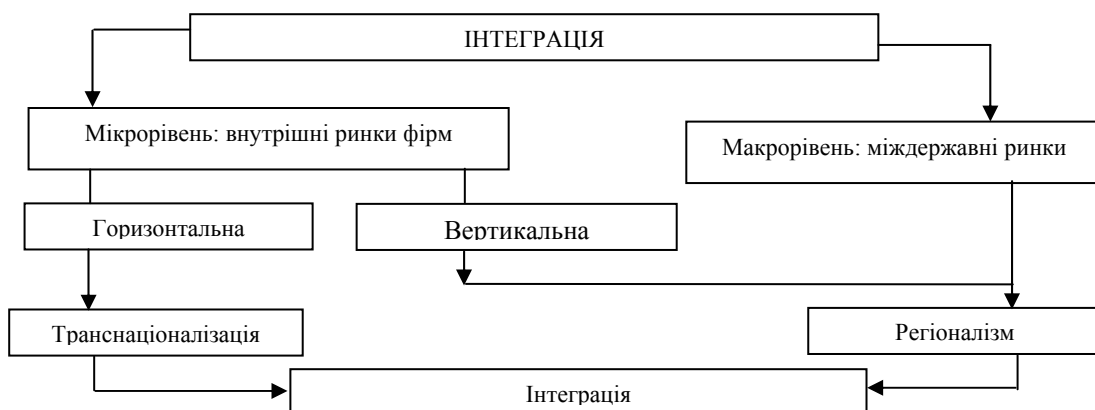 ІНТЕГРАЦІЯ
Мікрорівень: внутрішні ринки фірм
Макрорівень: міждержавні ринки
Горизонтальна
Вертикальна
Транснаціоналізація
Регіоналізм
Інтеграція